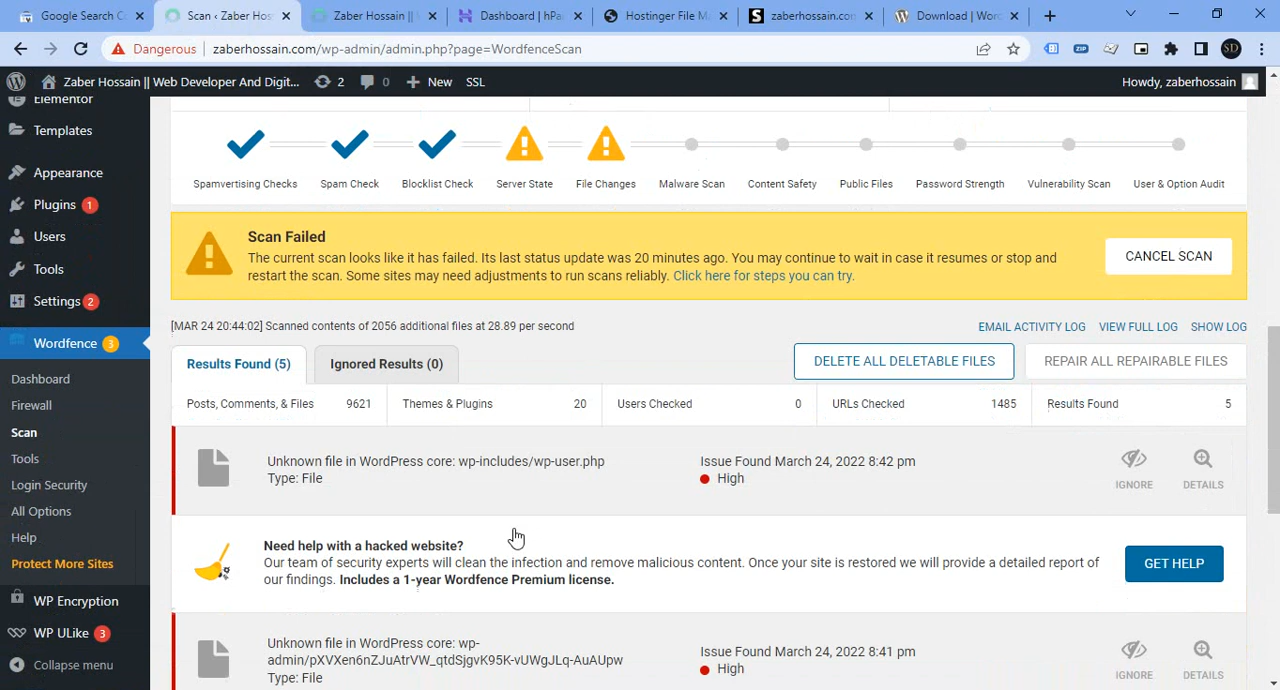 Google Search C
Scan ‹ Zaber Hos
Zaber Hossain ||
Dashboard | hPa
Hostinger File M
zaberhossain.co
Download | Wor
Dangerous
zaberhossain.com/wp-admin/admin.php?page=WordfenceScan
ZIP
SD
Zaber Hossain || Web Developer And Digit...
2
0
New
SSL
Howdy, zaberhossain
Elementor
Templates
Appearance
Plugins 1
Users
Tools
Settings 2
Wordfence 3
Dashboard
Firewall
Scan
Tools
Login Security
All Options
Help
Protect More Sites
WP Encryption
WP ULike 3
Collapse menu
Spamvertising Checks
Spam Check
Blocklist Check
Server State
File Changes
Malware Scan
Content Safety
Public Files
Password Strength
Vulnerability Scan
User & Option Audit
Scan Failed
The current scan looks like it has failed. Its last status update was 20 minutes ago. You may continue to wait in case it resumes or stop and
restart the scan. Some sites may need adjustments to run scans reliably. Click here for steps you can try.
CANCEL SCAN
[MAR 24 20:44:02] Scanned contents of 2056 additional files at 28.89 per second
EMAIL ACTIVITY LOG
VIEW FULL LOG
SHOW LOG
Results Found (5)
Ignored Results (0)
DELETE ALL DELETABLE FILES
REPAIR ALL REPAIRABLE FILES
Posts, Comments, & Files 9621
Themes & Plugins 20
Users Checked 0
URLs Checked 1485
Results Found 5
Unknown file in WordPress core: wp-includes/wp-user.php
Type: File
Issue Found March 24, 2022 8:42 pm
High
IGNORE
DETAILS
Need help with a hacked website?
Our team of security experts will clean the infection and remove malicious content. Once your site is restored we will provide a detailed report of
our findings. Includes a 1-year Wordfence Premium license.
GET HELP
Unknown file in WordPress core: wp-
admin/pXVXen6nZJuAtrVW_qtdSjgvK95K-vUWgJLq-AuAUpw
Type: File
Issue Found March 24, 2022 8:41 pm
High
IGNORE
DETAILS